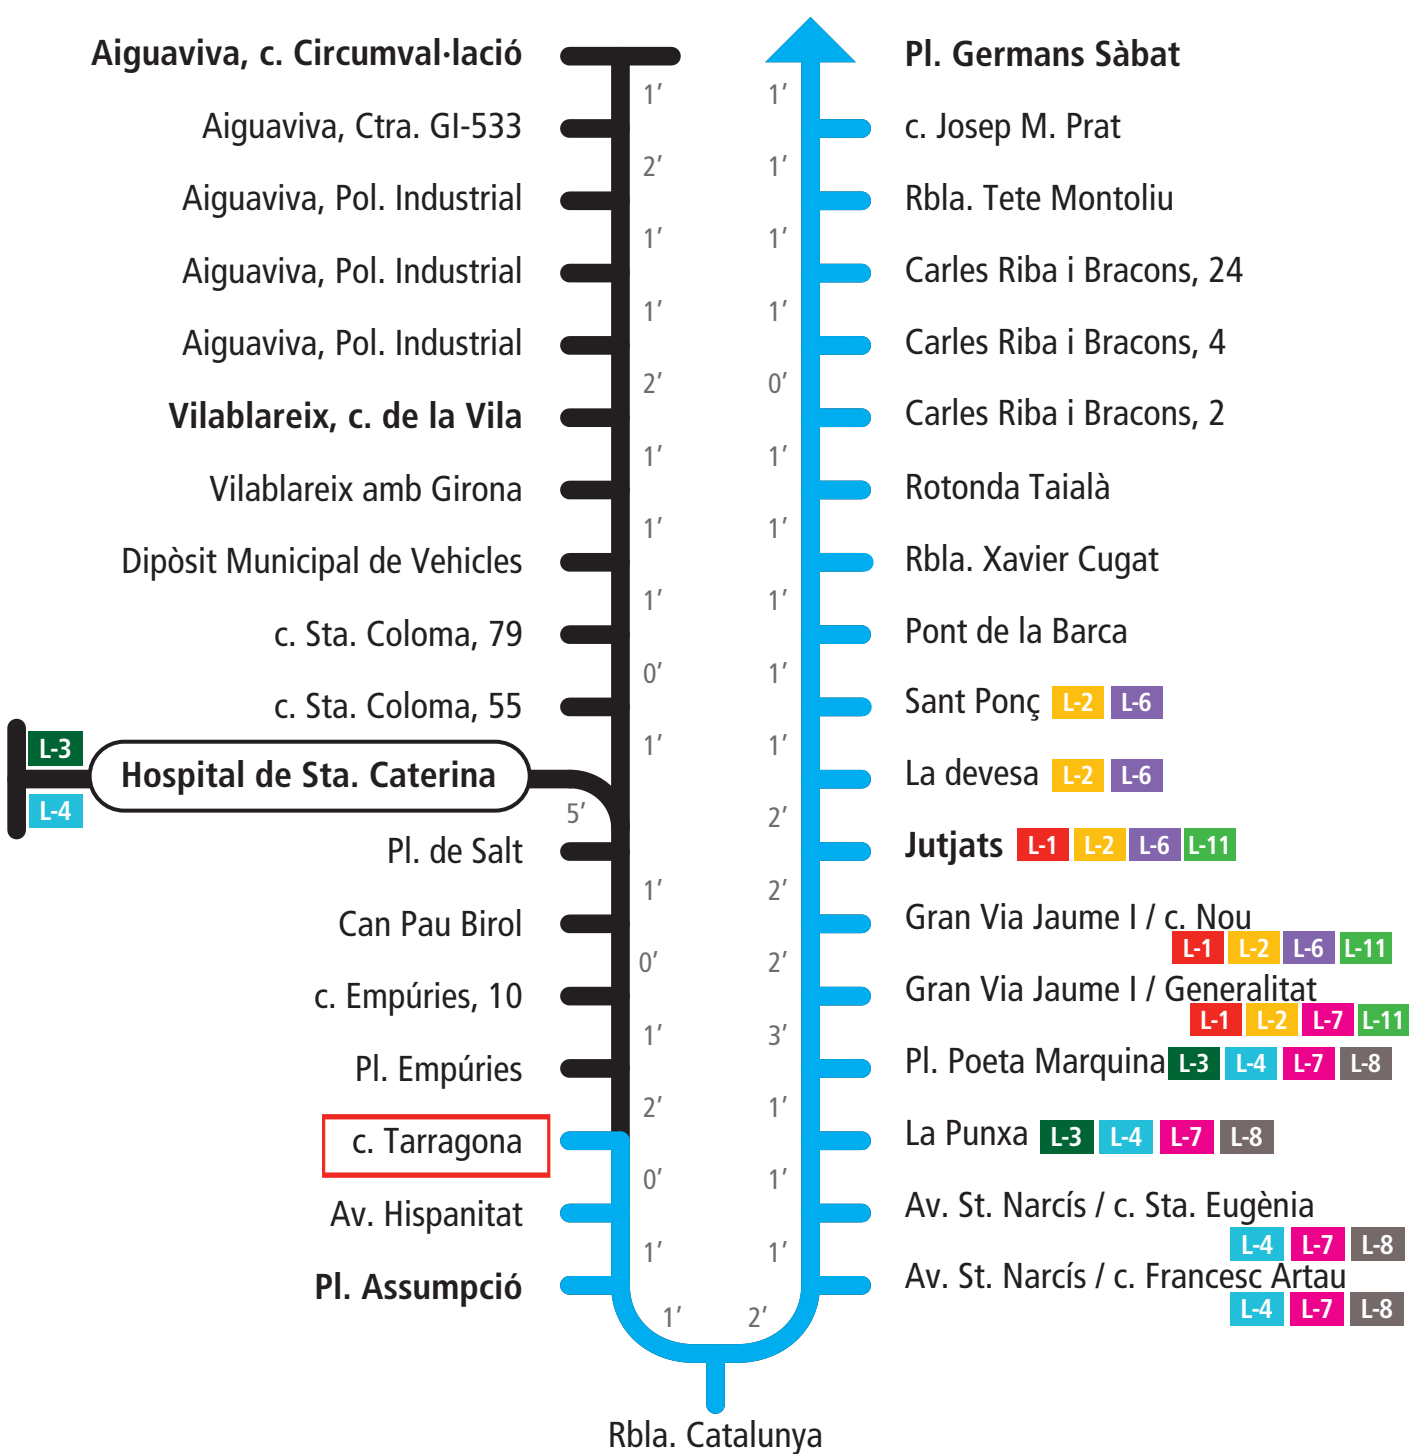 Aiguaviva, c. Circumval·lació
1′
Aiguaviva, Ctra. GI-533
2′
Aiguaviva, Pol. Industrial
1′
Aiguaviva, Pol. Industrial
1′
Aiguaviva, Pol. Industrial
2′
Vilablareix, c. de la Vila
1′
Vilablareix amb Girona
1′
Dipòsit Municipal de Vehicles
1′
c. Sta. Coloma, 79
0′
c. Sta. Coloma, 55
1′
L-3
Hospital de Sta. Caterina
L-4
5′
Pl. de Salt
1′
Can Pau Birol
0′
c. Empúries, 10
1′
Pl. Empúries
2′
c. Tarragona
0′
Av. Hispanitat
1′
Pl. Assumpció
1′
Rbla. Catalunya
2′
Pl. Germans Sàbat
1′
c. Josep M. Prat
1′
Rbla. Tete Montoliu
1′
Carles Riba i Bracons, 24
1′
Carles Riba i Bracons, 4
0′
Carles Riba i Bracons, 2
1′
Rotonda Taialà
1′
Rbla. Xavier Cugat
1′
Pont de la Barca
1′
Sant Ponç L-2 L-6
1′
La devesa L-2 L-6
2′
Jutjats L-1 L-2 L-6 L-11
2′
Gran Via Jaume I / c. Nou
L-1 L-2 L-6 L-11
2′
Gran Via Jaume I / Generalitat
L-1 L-2 L-7 L-11
3′
Pl. Poeta Marquina L-3 L-4 L-7 L-8
1′
La Punxa L-3 L-4 L-7 L-8
1′
Av. St. Narcís / c. Sta. Eugènia
L-4 L-7 L-8
1′
Av. St. Narcís / c. Francesc Artau
L-4 L-7 L-8